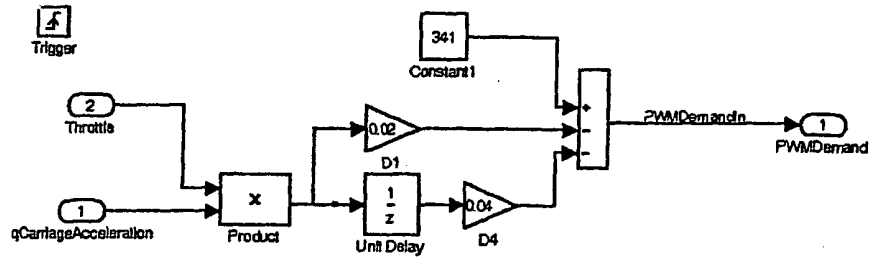 Trigger
341
Constant1
2
Throttle
0.02
D1
+
-
-
PWMDemandIn
1
PWMDemand
1
qCarriageAcceleration
x
Product
1
z
Unit Delay
0.04
D4